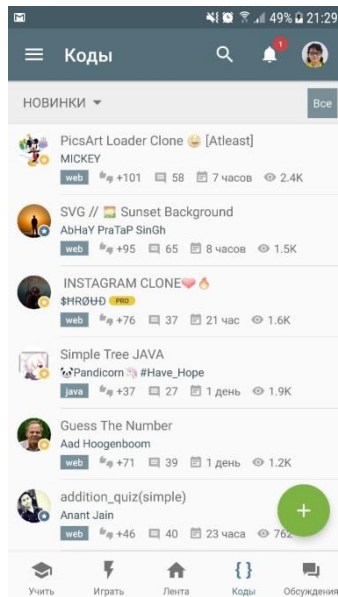 49% 21:29
Коды
1
НОВИНКИ
Все
PicsArt Loader Clone 😄 [Atleast]
MICKEY
web +101 58 7 часов 2.4K
SVG // 🌅 Sunset Background
AbHaY PraTaP SinGh
web +95 65 8 часов 1.5K
INSTAGRAM CLONE❤️🔥
$HRØUD PRO
web +76 37 21 час 1.6K
Simple Tree JAVA
🐼Pandicorn🦄 #Have_Hope
java +37 27 1 день 1.9K
Guess The Number
Aad Hoogenboom
web +71 39 1 день 1.2K
addition_quiz(simple)
Anant Jain
web +46 40 23 часа 762
+
Учить Играть Лента Коды Обсуждения